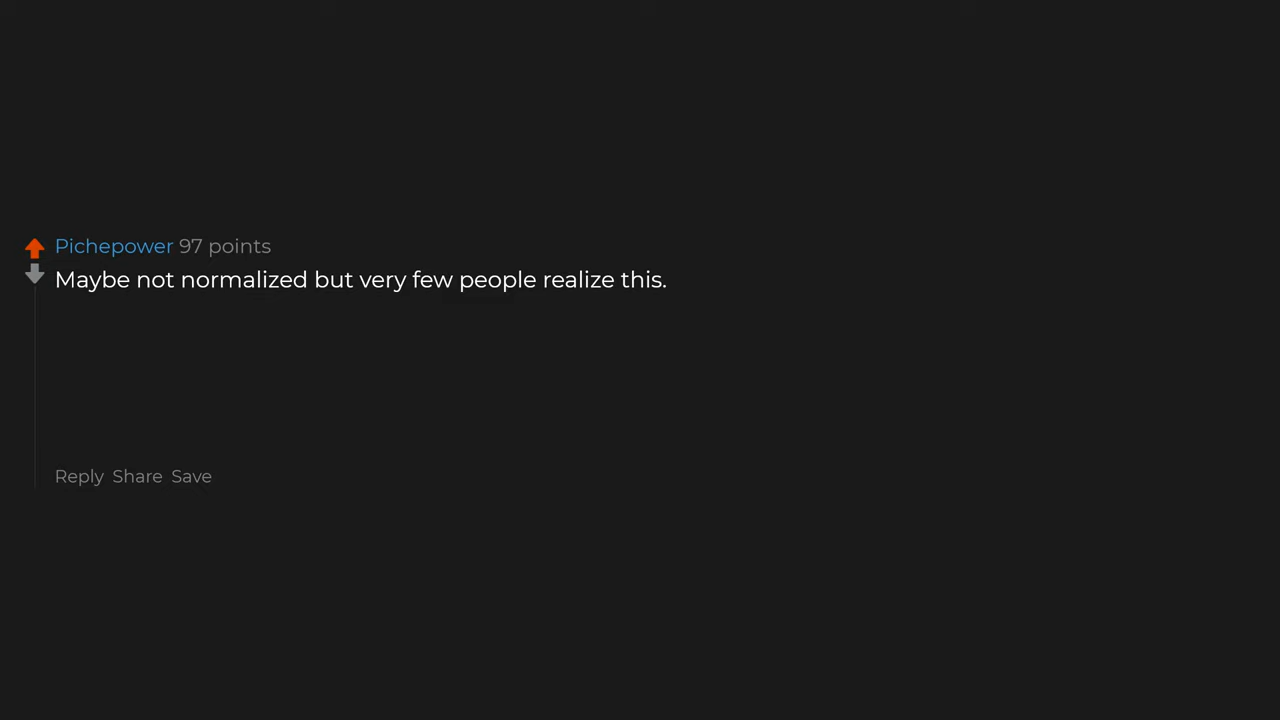 Pichepower 97 points
Maybe not normalized but very few people realize this.
Reply Share Save